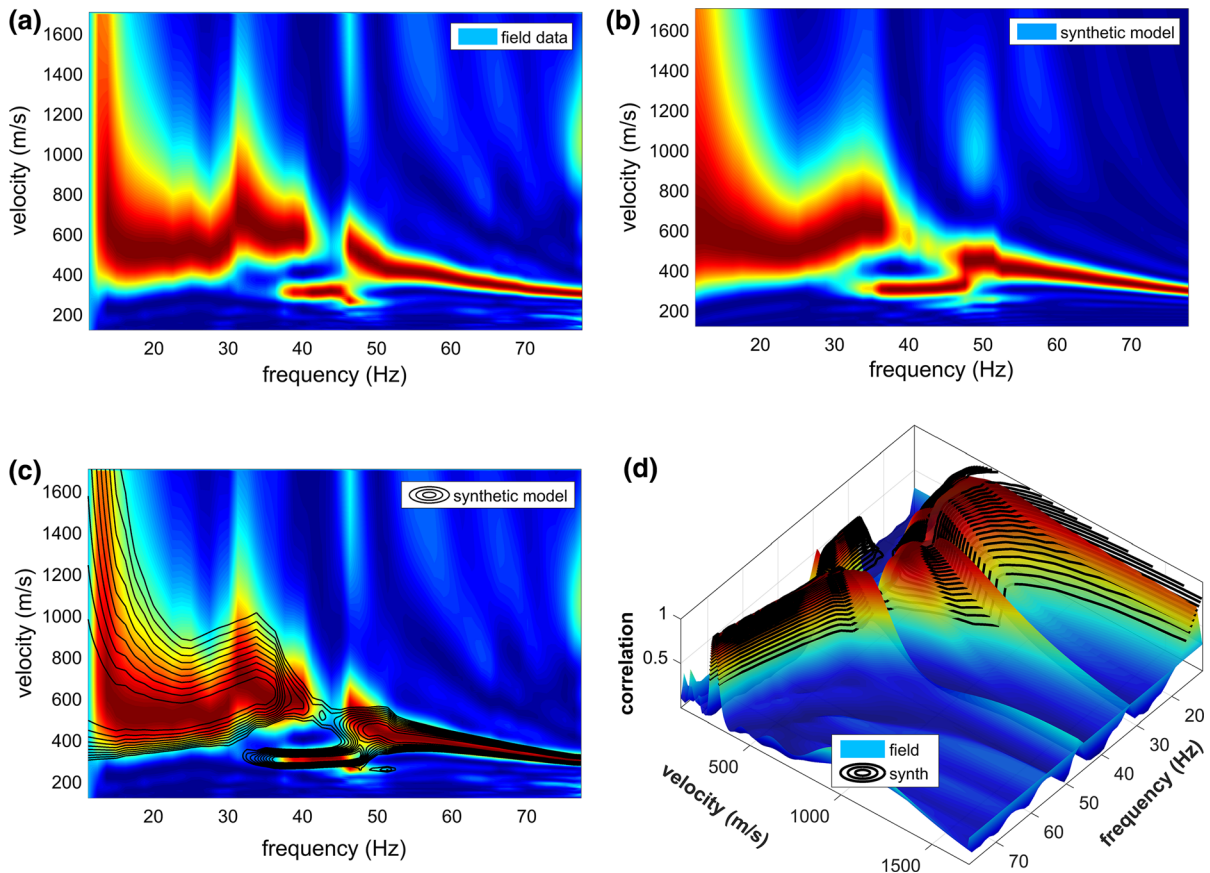 (a)
field data
velocity (m/s)
1600
1400
1200
1000
800
600
400
200
20
30
40
50
60
70
frequency (Hz)
(b)
synthetic model
velocity (m/s)
1600
1400
1200
1000
800
600
400
200
20
30
40
50
60
70
frequency (Hz)
(c)
synthetic model
velocity (m/s)
1600
1400
1200
1000
800
600
400
200
20
30
40
50
60
70
frequency (Hz)
(d)
correlation
1
0.5
velocity (m/s)
500
1000
1500
field
synth
frequency (Hz)
20
30
40
50
60
70